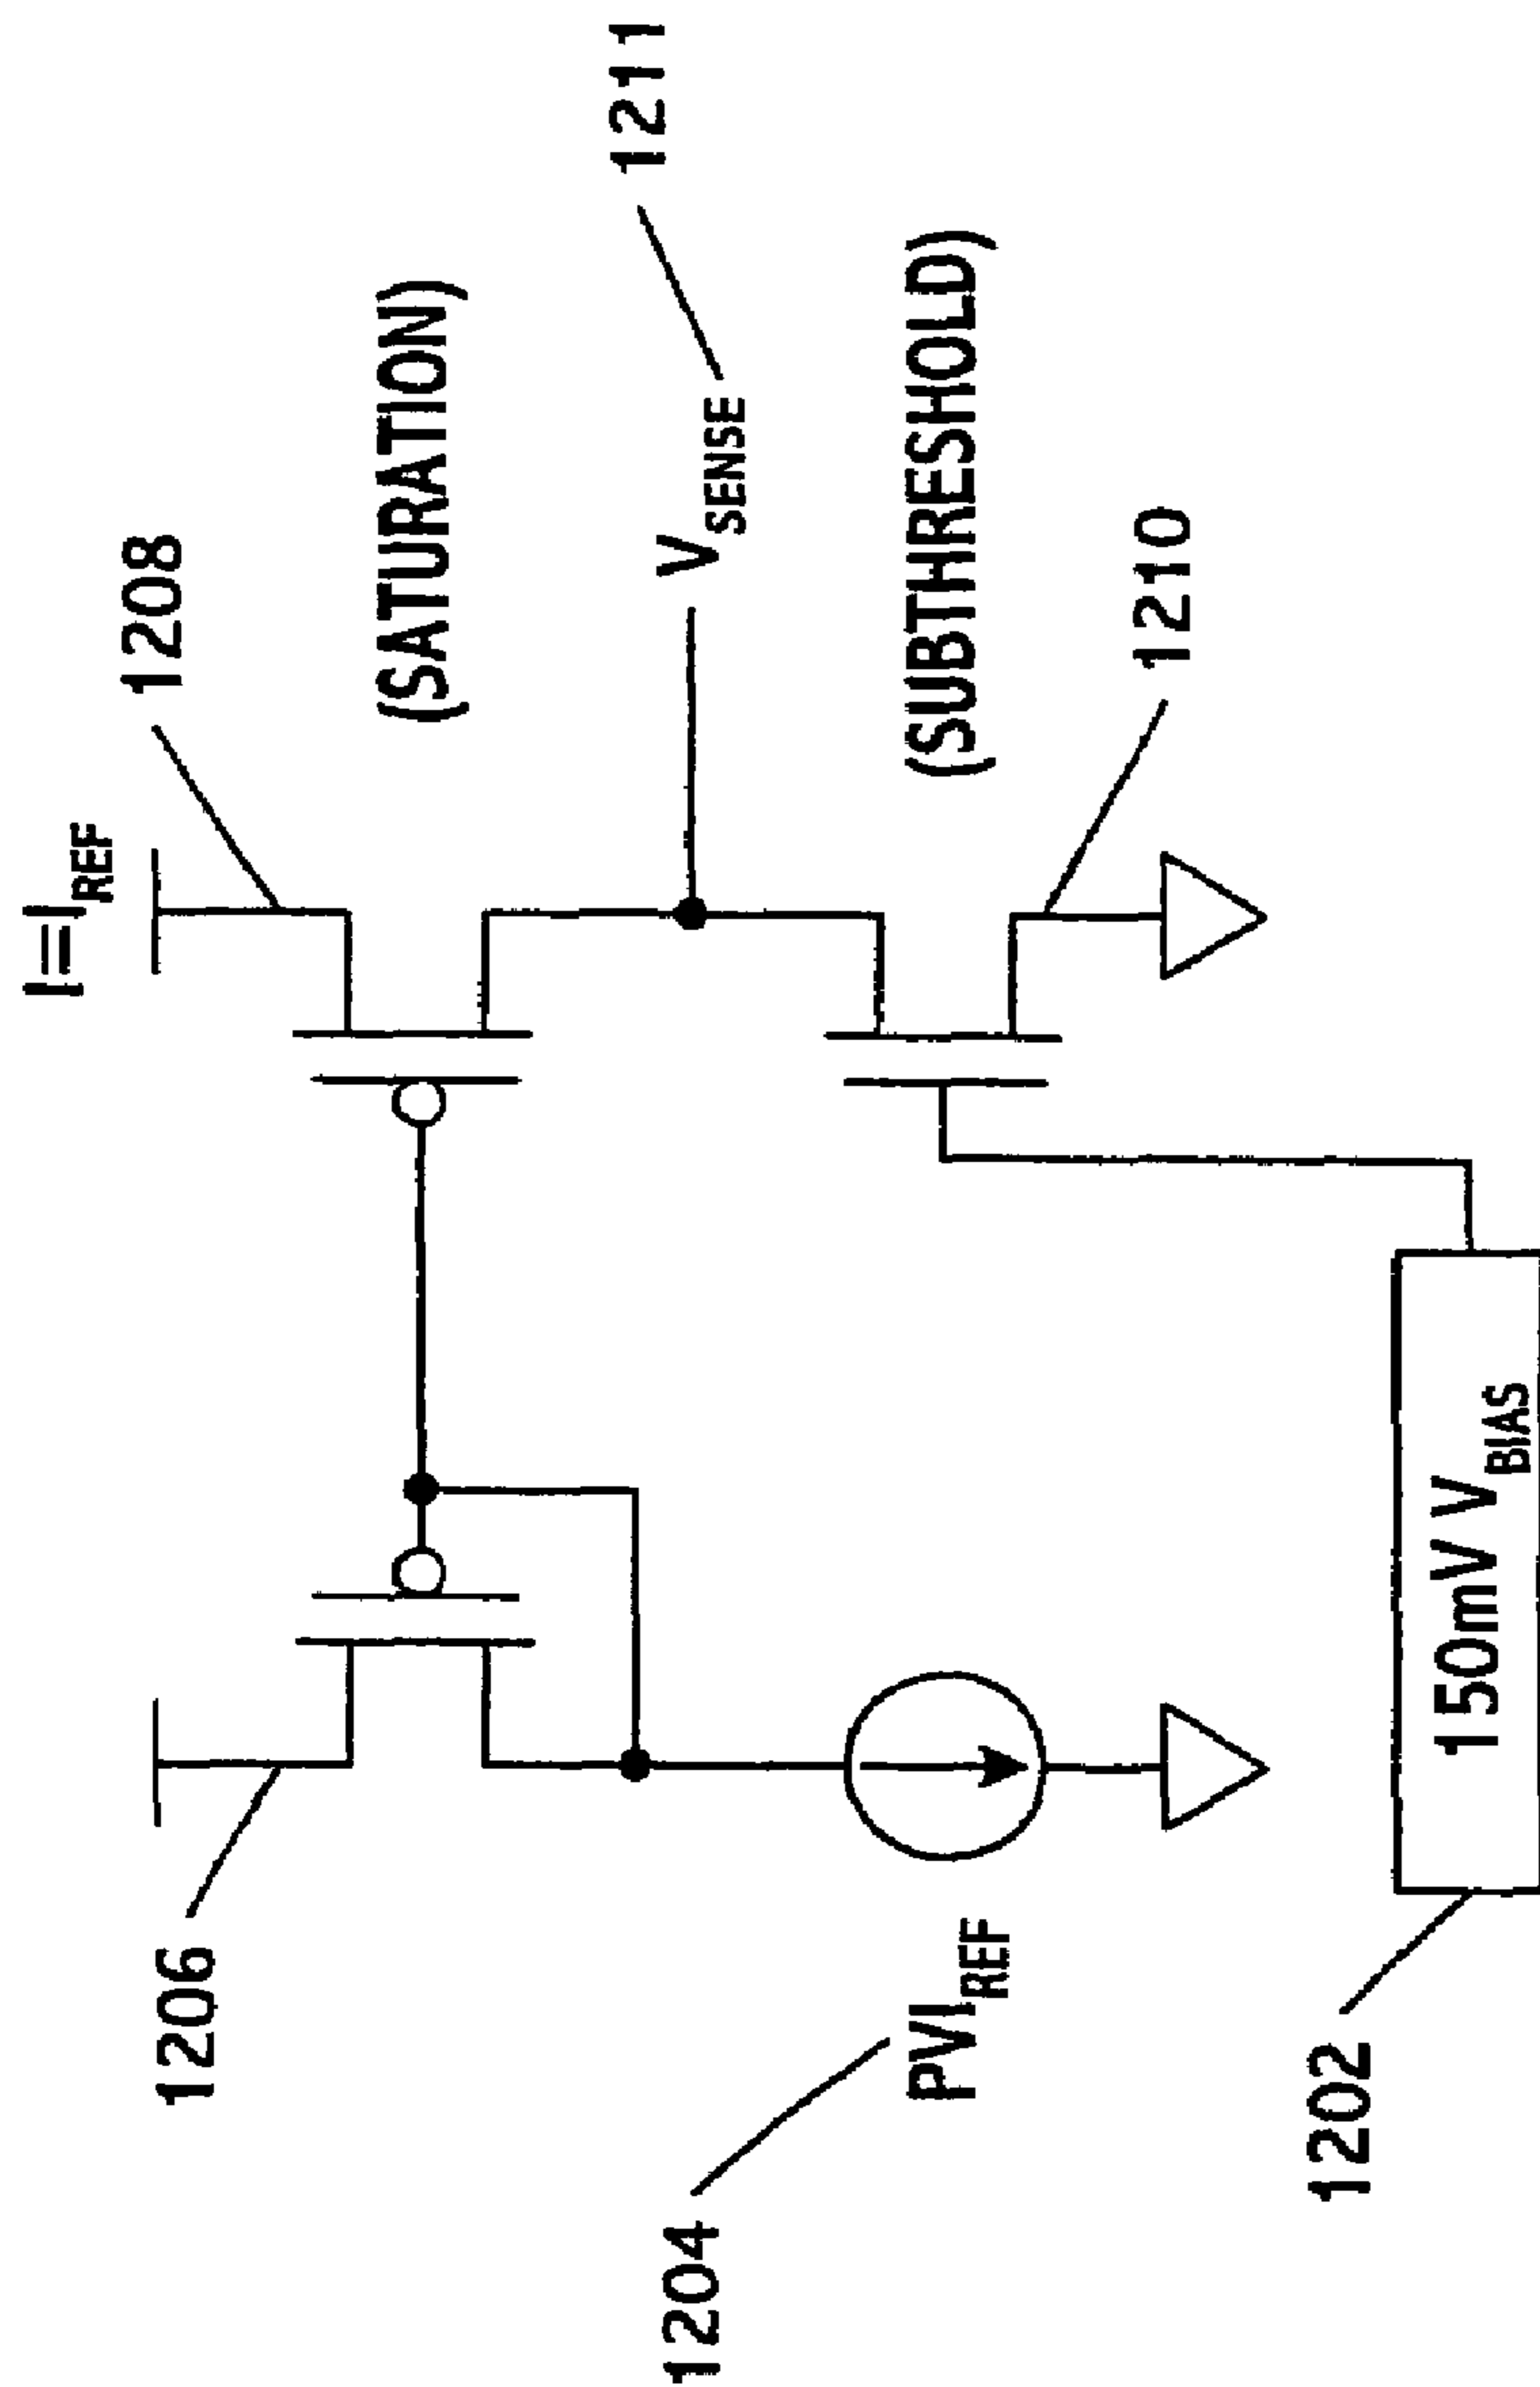 I=IREF
1208
1206
(SATURATION)
1211
VSENSE
1204
PVIREF
(SUBTHRESHOLD)
1210
1202
150mV VBIAS